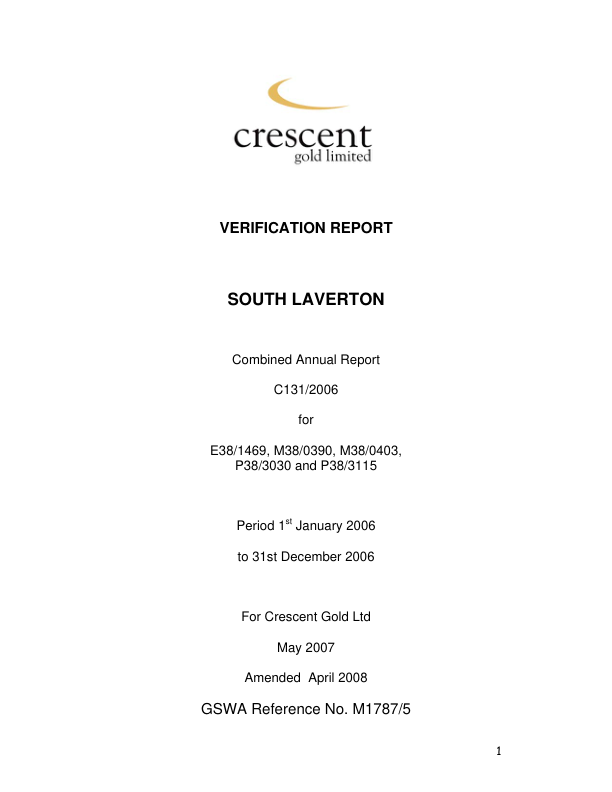 crescent
gold limited
VERIFICATION REPORT
SOUTH LAVERTON
Combined Annual Report
C131/2006
for
E38/1469, M38/0390, M38/0403,
P38/3030 and P38/3115
Period 1st January 2006
to 31st December 2006
For Crescent Gold Ltd
May 2007
Amended  April 2008
GSWA Reference No. M1787/5
1